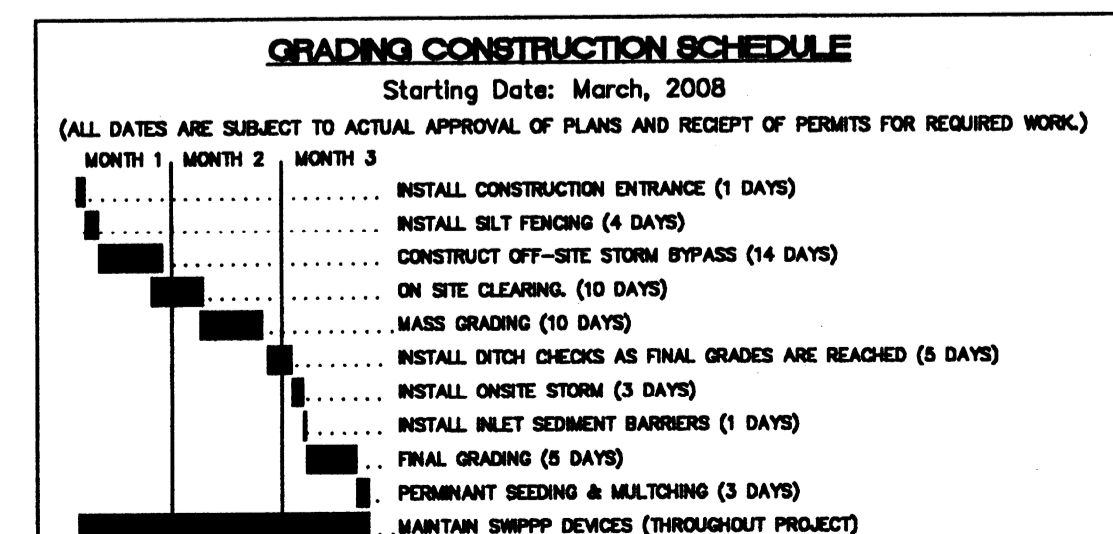 GRADING CONSTRUCTION SCHEDULE
Starting Date: March, 2008
(ALL DATES ARE SUBJECT TO ACTUAL APPROVAL OF PLANS AND RECIEPT OF PERMITS FOR REQUIRED WORK.)
MONTH 1 MONTH 2 MONTH 3
INSTALL CONSTRUCTION ENTRANCE (1 DAYS)
INSTALL SILT FENCING (4 DAYS)
CONSTRUCT OFF-SITE STORM BYPASS (14 DAYS)
ON SITE CLEARING. (10 DAYS)
MASS GRADING (10 DAYS)
INSTALL DITCH CHECKS AS FINAL GRADES ARE REACHED (5 DAYS)
INSTALL ONSITE STORM (3 DAYS)
INSTALL INLET SEDIMENT BARRIERS (1 DAYS)
FINAL GRADING (5 DAYS)
PERMINANT SEEDING & MULTCHING (3 DAYS)
MAINTAIN SWIPPP DEVICES (THROUGHOUT PROJECT)